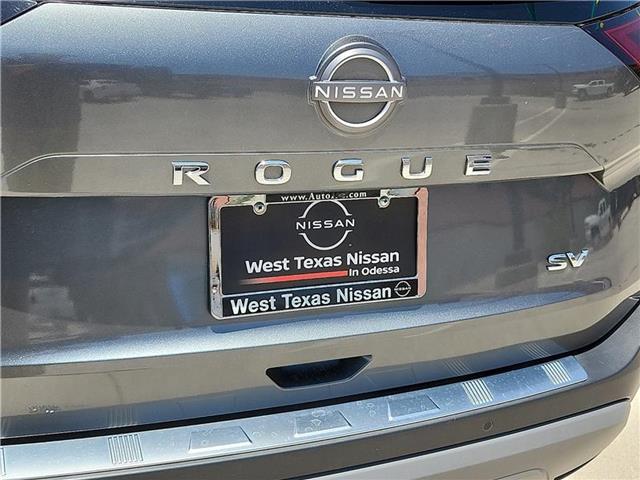 NISSAN
ROGUE
NISSAN
West Texas Nissan
In Odessa
SV
West Texas Nissan